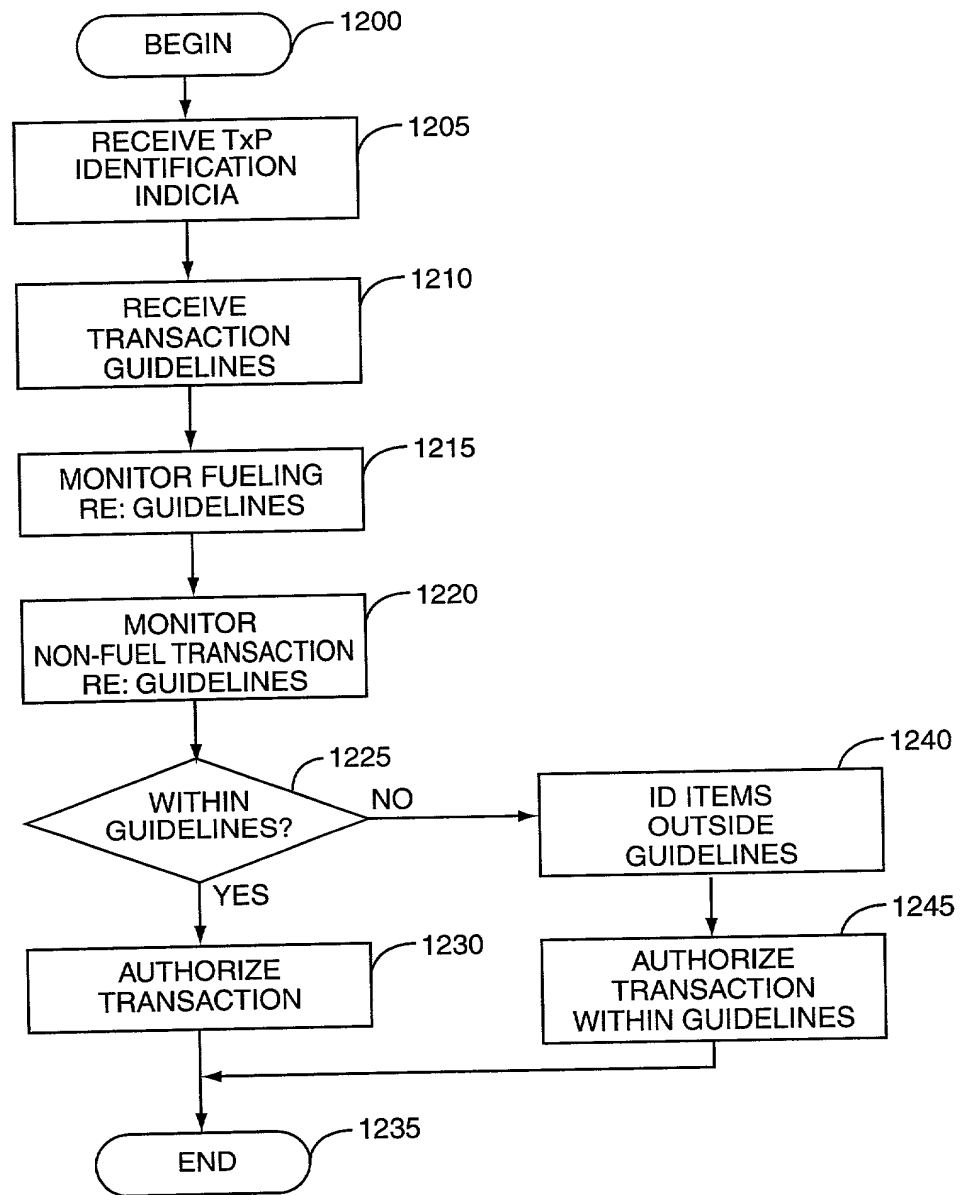 BEGIN
1200
RECEIVE TxP
IDENTIFICATION
INDICIA
1205
RECEIVE
TRANSACTION
GUIDELINES
1210
MONITOR FUELING
RE: GUIDELINES
1215
MONITOR
NON-FUEL TRANSACTION
RE: GUIDELINES
1220
WITHIN
GUIDELINES?
1225
NO
YES
ID ITEMS
OUTSIDE
GUIDELINES
1240
AUTHORIZE
TRANSACTION
1230
AUTHORIZE
TRANSACTION
WITHIN GUIDELINES
1245
END
1235